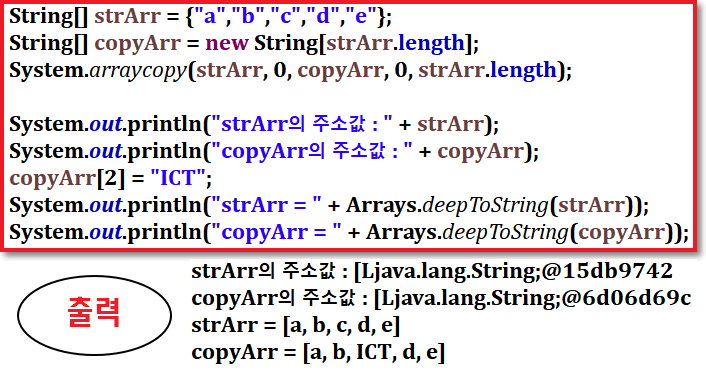 String[] strArr = {"a","b","c","d","e"};
String[] copyArr = new String[strArr.length];
System.arraycopy(strArr, 0, copyArr, 0, strArr.length);
System.out.println("strArr의 주소값 : " + strArr);
System.out.println("copyArr의 주소값 : " + copyArr);
copyArr[2] = "ICT";
System.out.println("strArr = " + Arrays.deepToString(strArr));
System.out.println("copyArr = " + Arrays.deepToString(copyArr));
출력
strArr의 주소값 : [Ljava.lang.String;@15db9742
copyArr의 주소값 : [Ljava.lang.String;@6d06d69c
strArr = [a, b, c, d, e]
copyArr = [a, b, ICT, d, e]